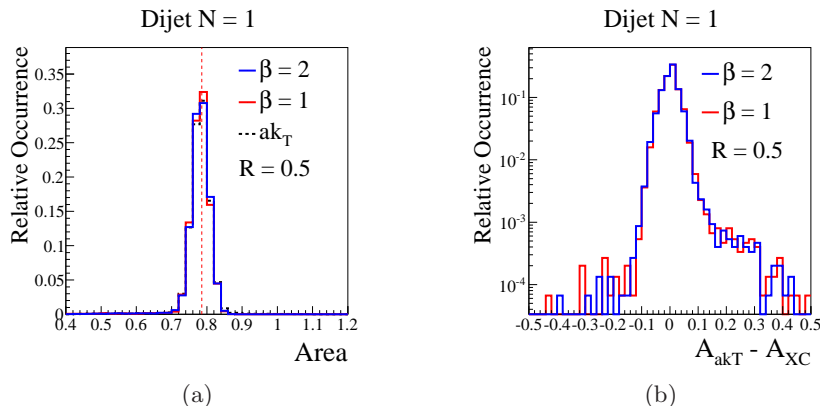 Dijet N = 1
Relative Occurrence
0.35
0.3
0.25
0.2
0.15
0.1
0.05
0
β = 2
β = 1
ak_T
R = 0.5
0.4 0.5 0.6 0.7 0.8 0.9 1 1.1 1.2
Area
(a)
Dijet N = 1
Relative Occurrence
10^-1
10^-2
10^-3
10^-4
β = 2
β = 1
R = 0.5
-0.5 -0.4 -0.3 -0.2 -0.1 0 0.1 0.2 0.3 0.4 0.5
A_akT - A_XC
(b)